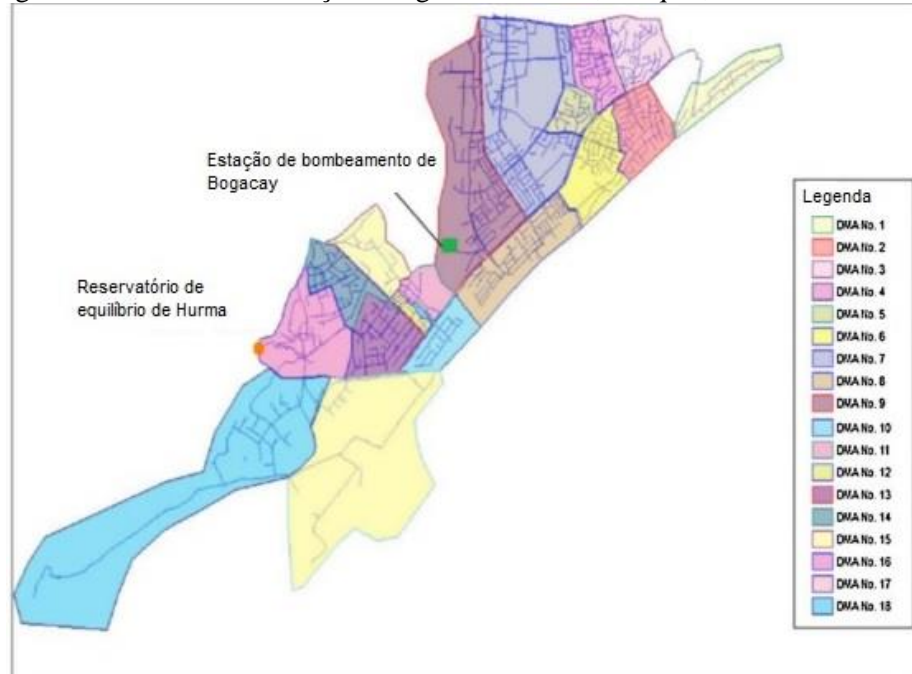 Estação de bombeamento de
Bogacay
Reservatório de
equilíbrio de Hurma
Legenda
DMA No. 1
DMA No. 2
DMA No. 3
DMA No. 4
DMA No. 5
DMA No. 6
DMA No. 7
DMA No. 8
DMA No. 9
DMA No. 10
DMA No. 11
DMA No. 12
DMA No. 13
DMA No. 14
DMA No. 15
DMA No. 16
DMA No. 17
DMA No. 18